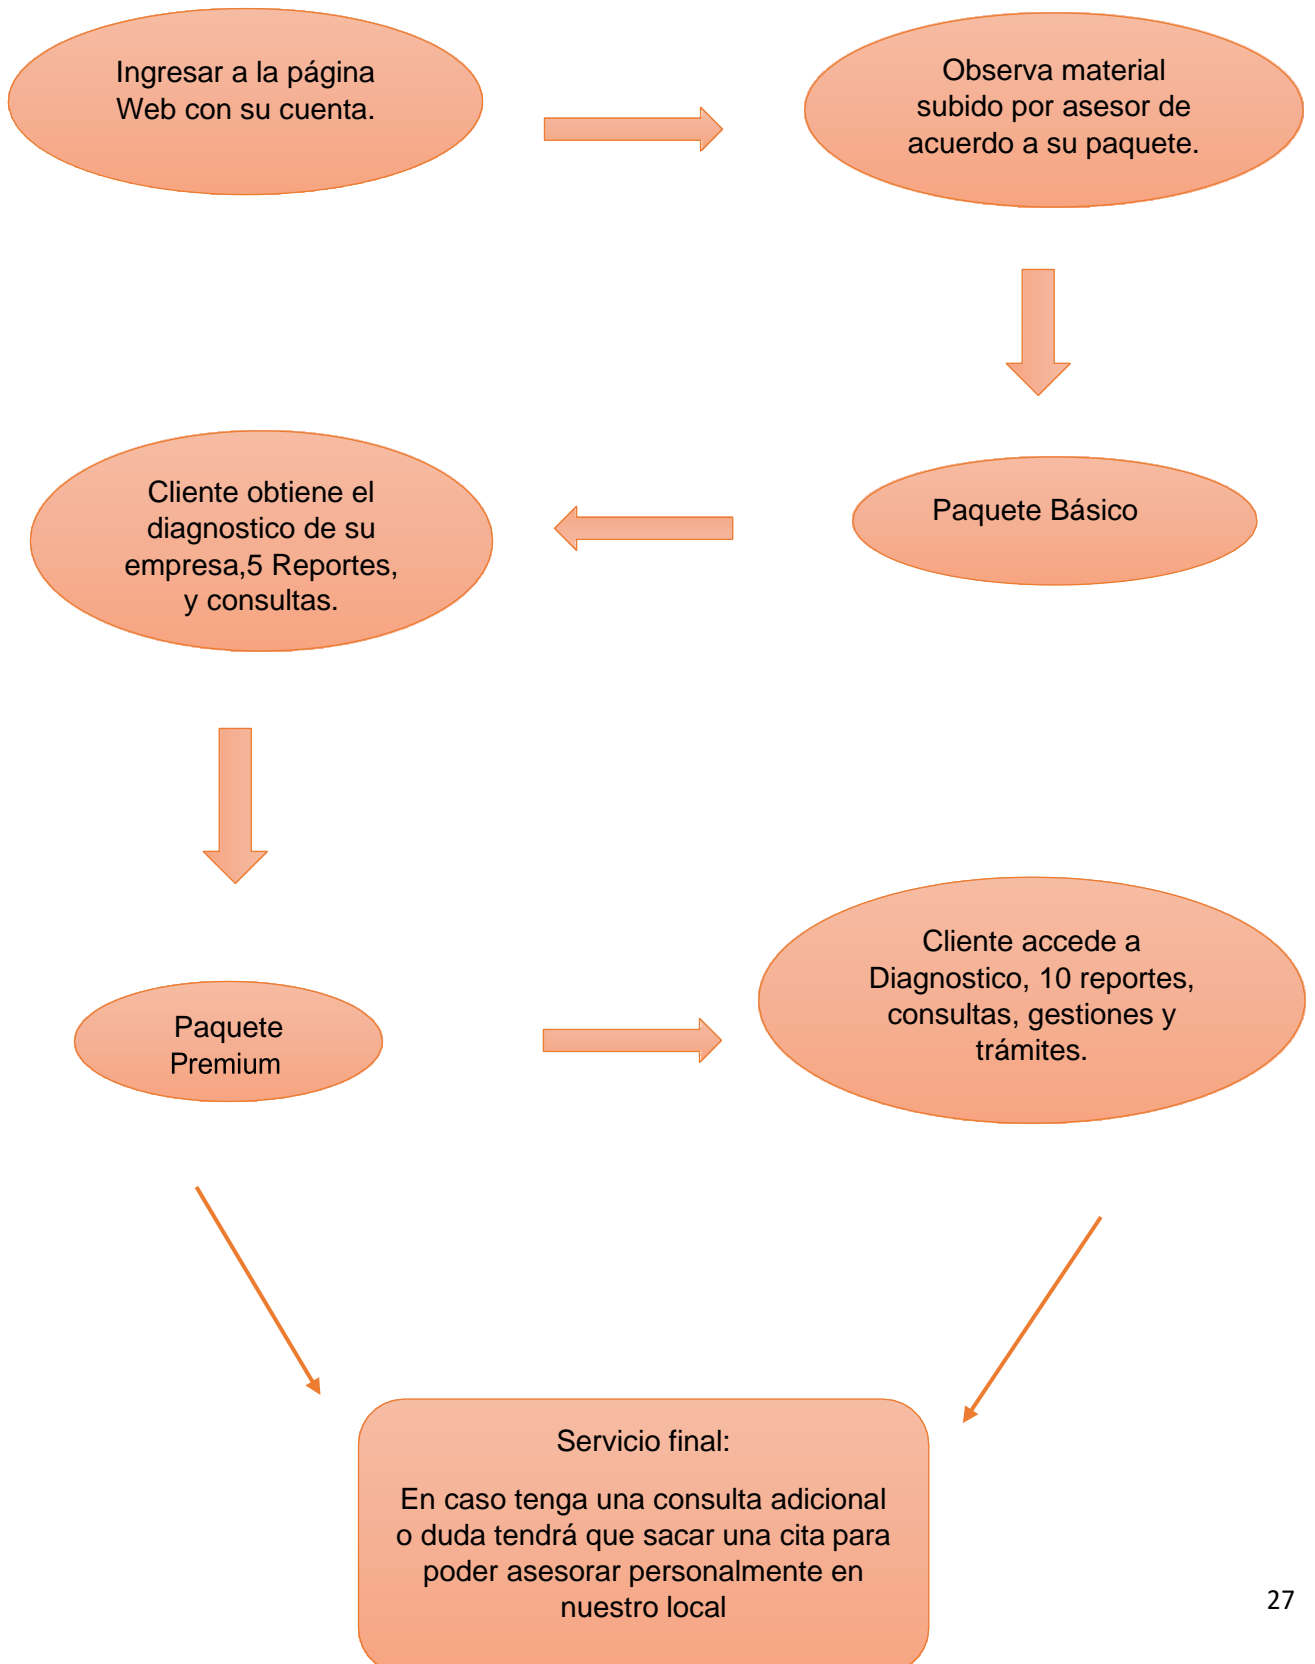 Ingresar a la página
Web con su cuenta.
Observa material
subido por asesor de
acuerdo a su paquete.
Paquete Básico
Cliente obtiene el
diagnostico de su
empresa,5 Reportes,
y consultas.
Paquete
Premium
Cliente accede a
Diagnostico, 10 reportes,
consultas, gestiones y
trámites.
Servicio final:
En caso tenga una consulta adicional
o duda tendrá que sacar una cita para
poder asesorar personalmente en
nuestro local
27